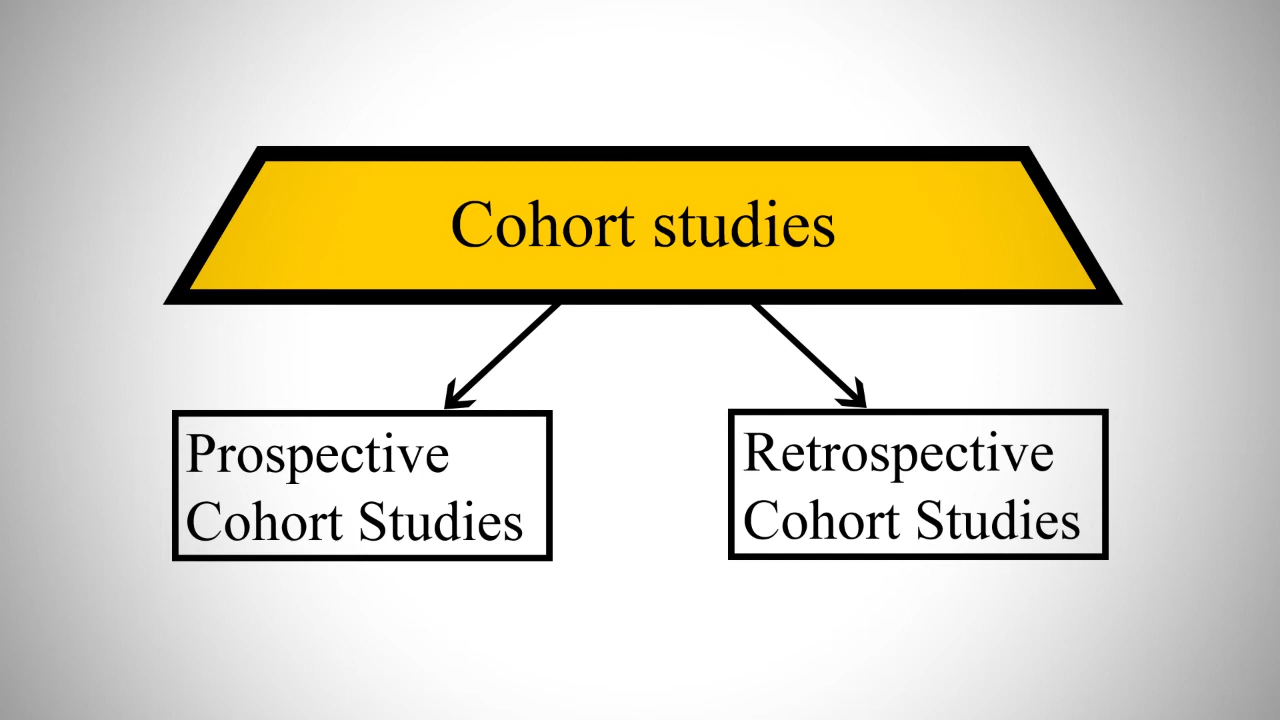 Cohort studies
Prospective
Cohort Studies
Retrospective
Cohort Studies